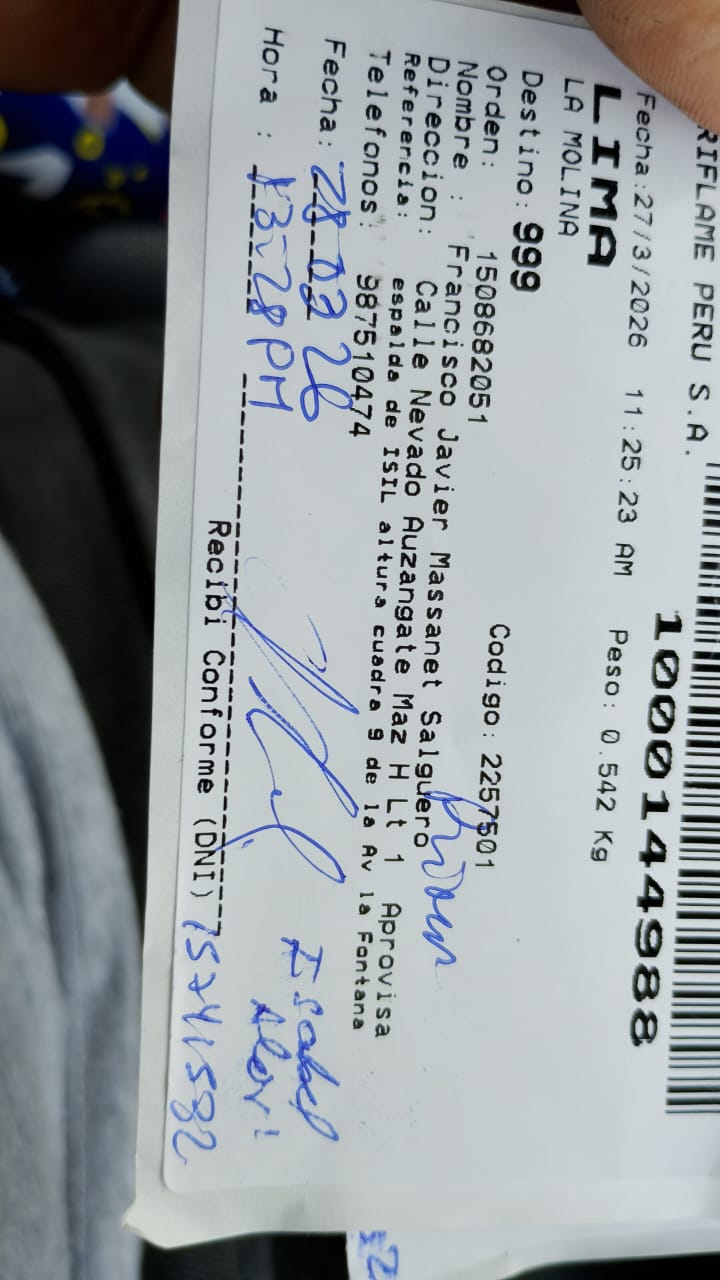 RIFLAME PERU S.A.
1000144988
Fecha:27/3/2026 11:25:23 AM Peso: 0.542 Kg
LIMA
LA MOLINA
Destino: 999
Orden: 1508682051 Codigo: 2257501
Nombre : Francisco Javier Massanet Salguero
Direccion: Calle Nevado Auzangate Maz H Lt 1 Aprovisa
Referencia: espalda de ISIL altura cuadra 9 de la Av la Fontana
Telefonos : 987510474
Fecha: 28 03 26
Hora : 13:28 PM
Isabel
Recibi Conforme (DNI)